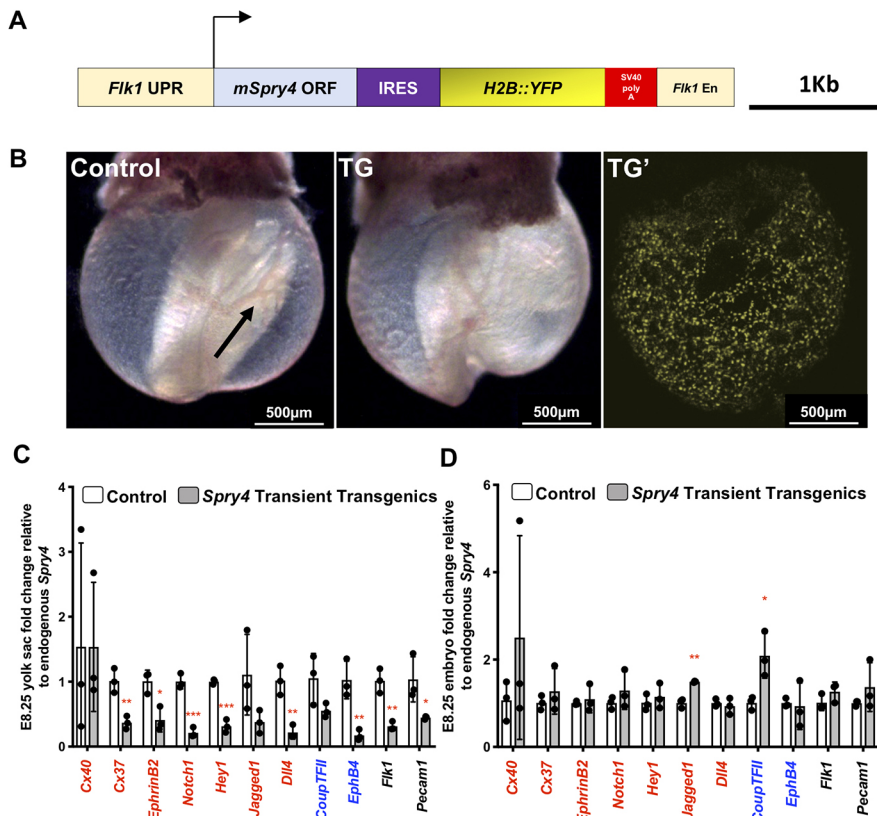 A
Flk1 UPR mSpry4 ORF IRES H2B::YFP SV40 poly A Flk1 En 1Kb
B
Control TG TG’
500μm 500μm 500μm
C
Control Spry4 Transient Transgenics
E8.25 yolk sac fold change relative
to endogenous Spry4
4
3
2
1
0
** * *** *** ** ** ** *
Cx40 Cx37 EphrinB2 Notch1 Hey1 Jagged1 Dll4 CoupTFII EphB4 Flk1 Pecam1
D
Control Spry4 Transient Transgenics
E8.25 embryo fold change relative
to endogenous Spry4
6
4
2
0
** *
Cx40 Cx37 EphrinB2 Notch1 Hey1 Jagged1 Dll4 CoupTFII EphB4 Flk1 Pecam1